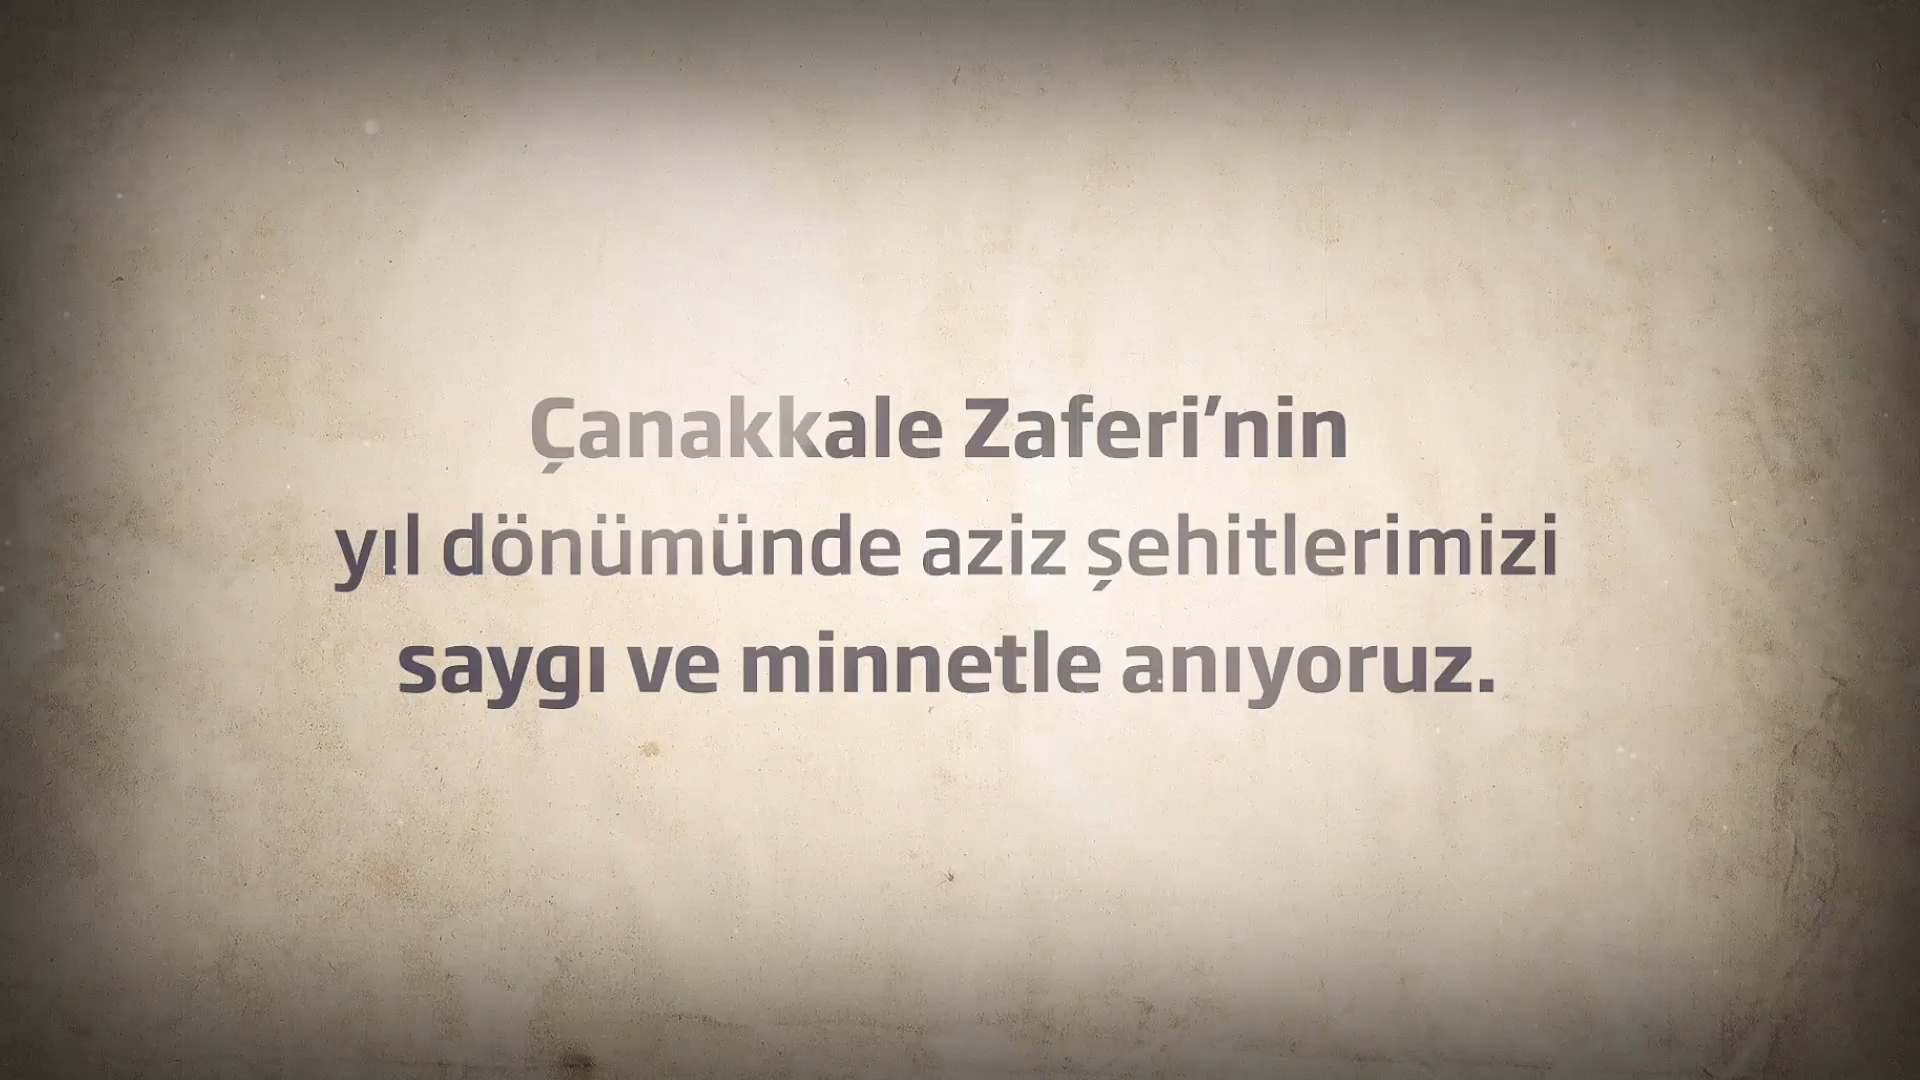 Çanakkale Zaferi’nin
yıl dönümünde aziz şehitlerimizi
saygı ve minnetle anıyoruz.